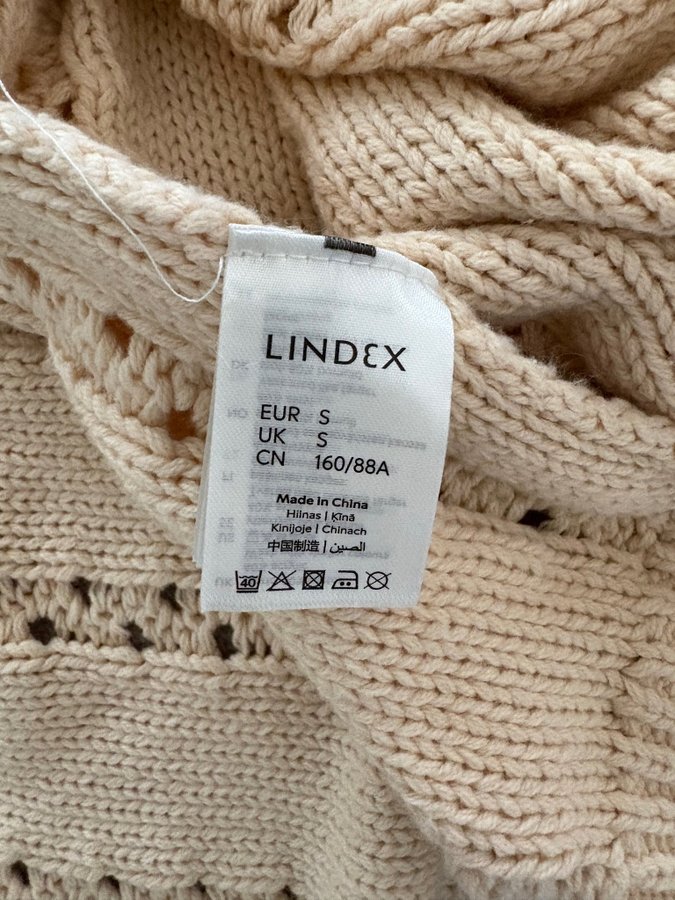 LINDEX
EUR S
UK S
CN 160/88A
Made in China
Hiinas | Ķīnā
Kinijoje | Chinach
中国制造 | الصين
40